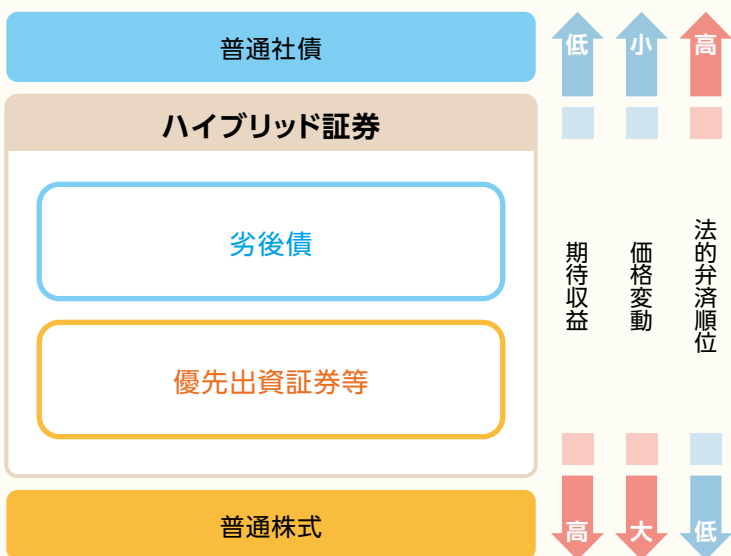 普通社債
ハイブリッド証券
劣後債
優先出資証券等
普通株式
低
小
高
期待収益
価格変動
法的弁済順位
高
大
低